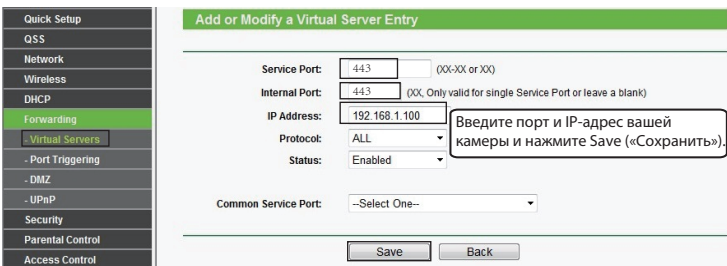 Quick Setup
QSS
Network
Wireless
DHCP
Forwarding
- Virtual Servers
- Port Triggering
- DMZ
- UPnP
Security
Parental Control
Access Control
Add or Modify a Virtual Server Entry
Service Port: 443 (XX-XX or XX)
Internal Port: 443 (XX, Only valid for single Service Port or leave a blank)
IP Address: 192.168.1.100
Protocol: ALL
Status: Enabled
Введите порт и IP-адрес вашей
камеры и нажмите Save («Сохранить»).
Common Service Port: --Select One--
Save Back